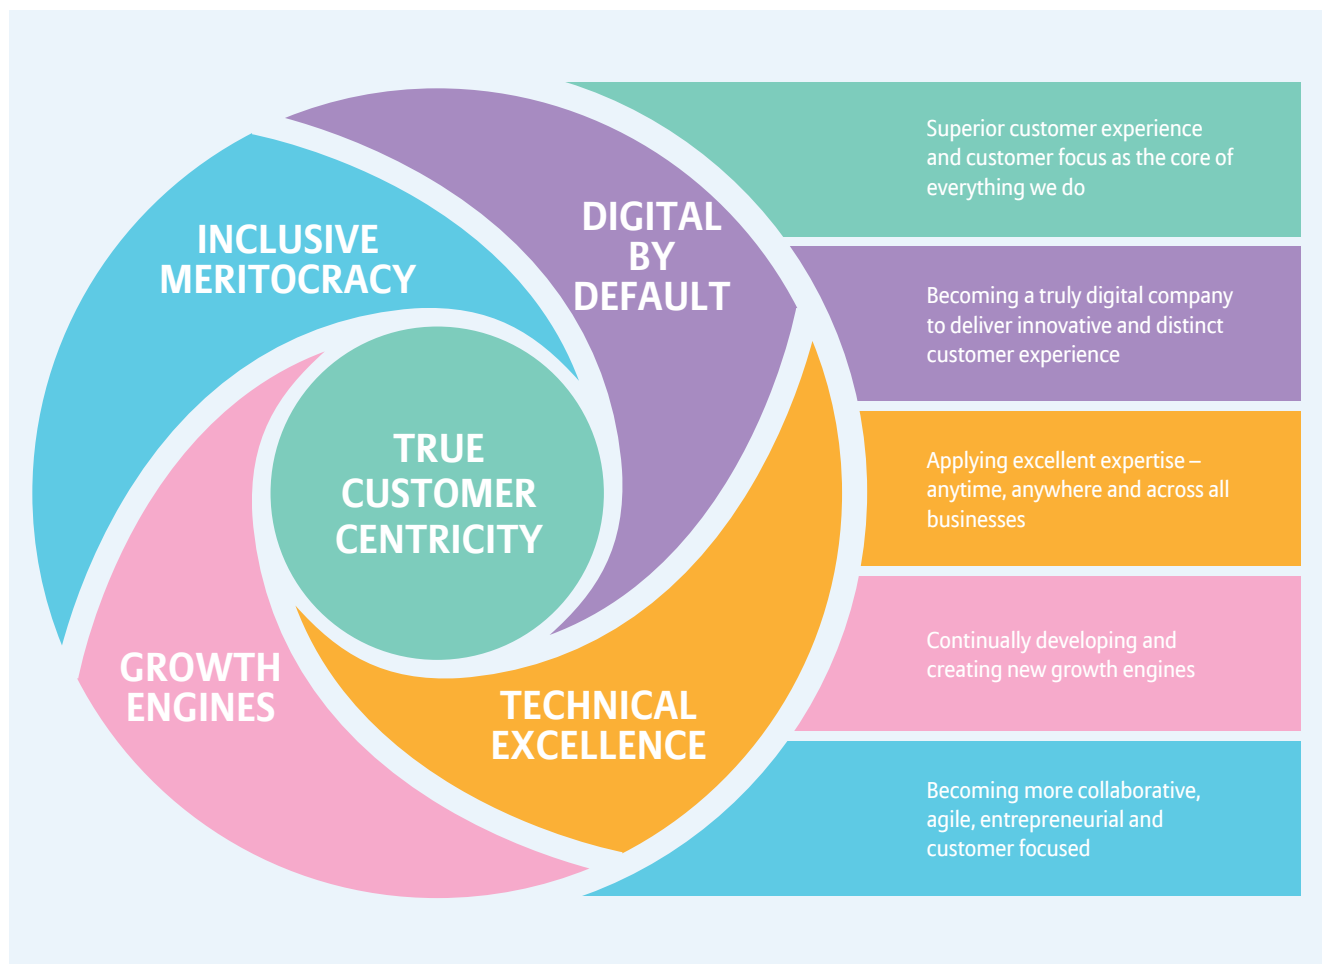 INCLUSIVE
MERITOCRACY
DIGITAL
BY
DEFAULT
TRUE
CUSTOMER
CENTRICITY
GROWTH
ENGINES
TECHNICAL
EXCELLENCE
Superior customer experience
and customer focus as the core of
everything we do
Becoming a truly digital company
to deliver innovative and distinct
customer experience
Applying excellent expertise –
anytime, anywhere and across all
businesses
Continually developing and
creating new growth engines
Becoming more collaborative,
agile, entrepreneurial and
customer focused